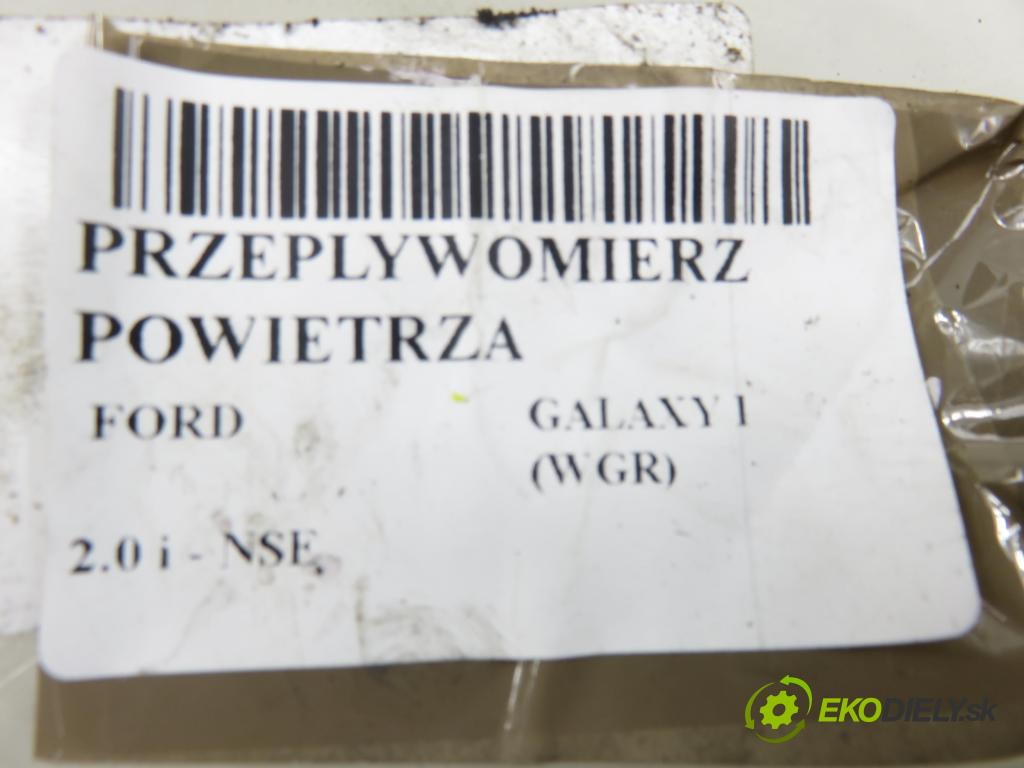 PRZEPLYWOMIERZ
POWIETRZA
FORD
GALAXY I
(WGR)
2.0 i - NSE,
EKODIELY.sk